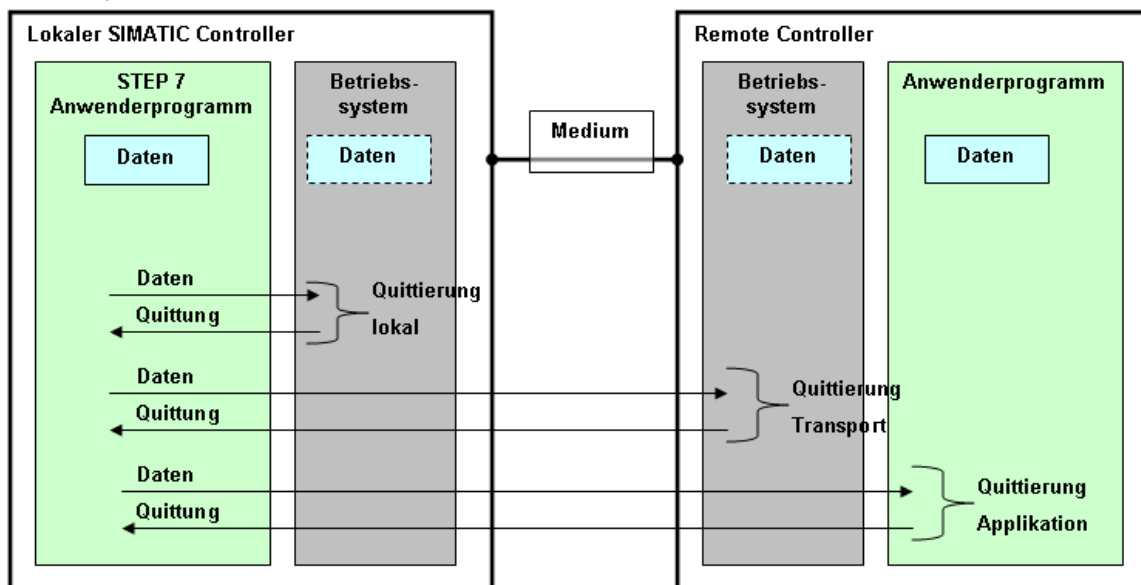 Lokaler SIMATIC Controller
STEP 7
Anwenderprogramm
Daten
Betriebs-
system
Daten
Medium
Remote Controller
Betriebs-
system
Daten
Anwenderprogramm
Daten
Daten
Quittung
Quittierung
lokal
Daten
Quittung
Quittierung
Transport
Daten
Quittung
Quittierung
Applikation